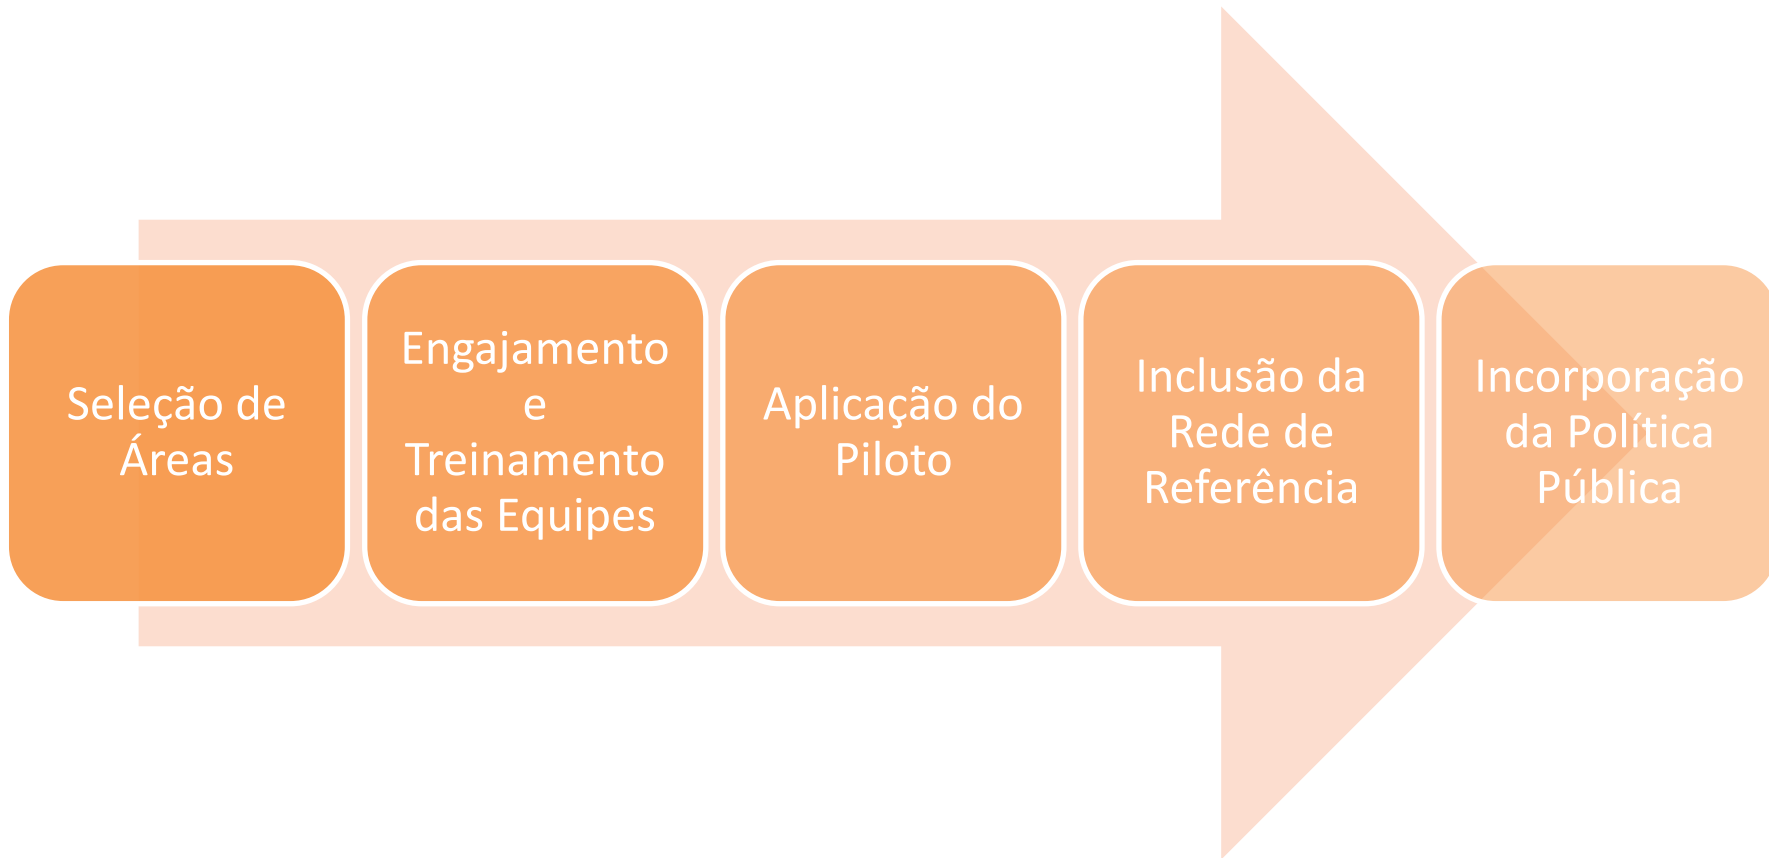 Seleção de
Áreas
Engajamento
e
Treinamento
das Equipes
Aplicação do
Piloto
Inclusão da
Rede de
Referência
Incorporação
da Política
Pública